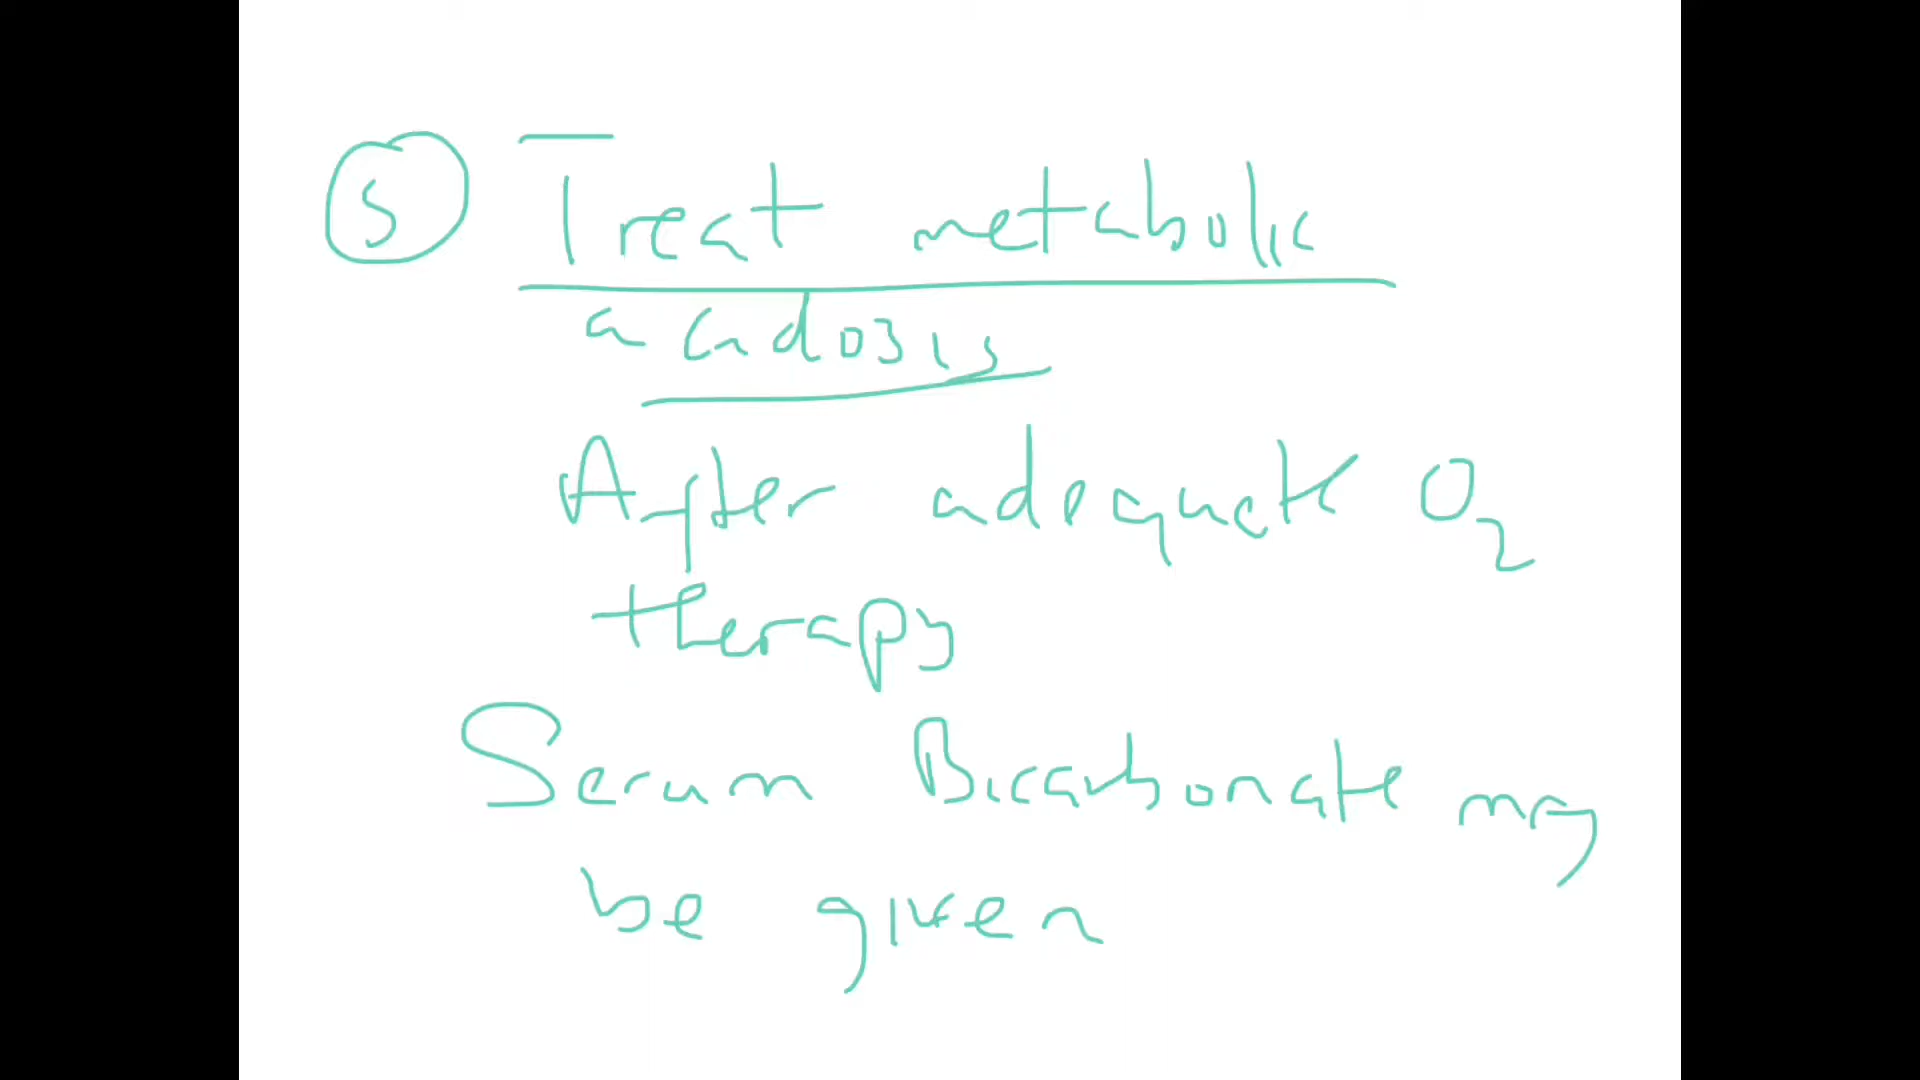 5 Treat metabolic
acidosis
After adequate O2
therapy
Serum Bicarbonate may
be given